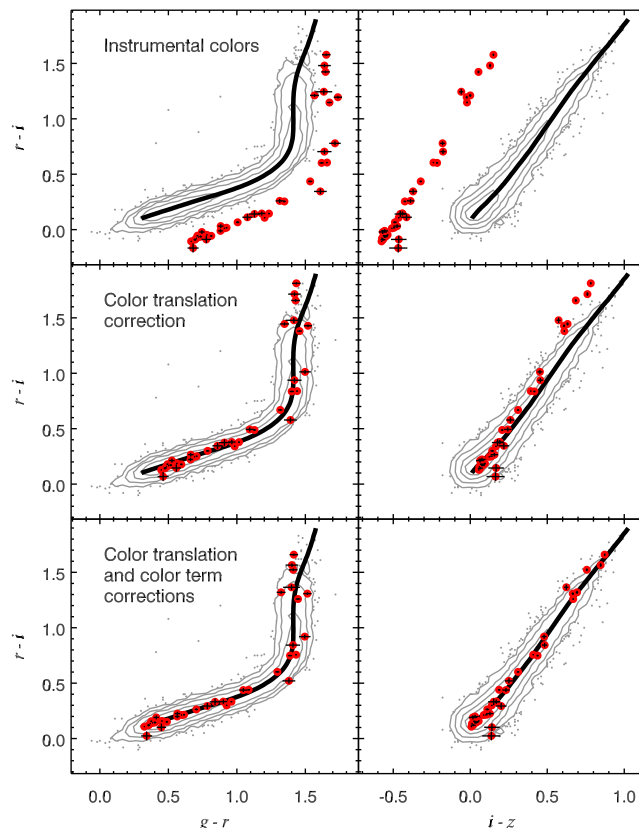 Instrumental colors
1.5
1.0
0.5
0.0
r - i
Color translation
correction
1.5
1.0
0.5
0.0
r - i
Color translation
and color term
corrections
1.5
1.0
0.5
0.0
r - i
0.0 0.5 1.0 1.5
-0.5 0.0 0.5 1.0
g - r
i - z